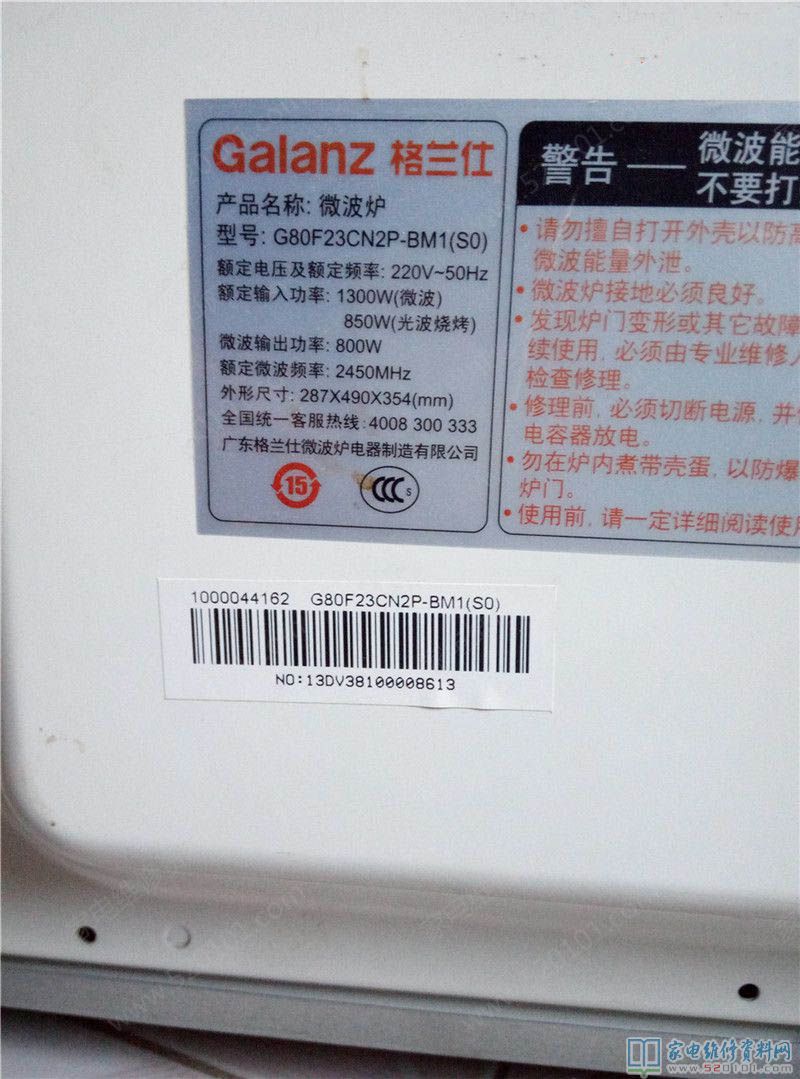 Galanz 格兰仕
产品名称: 微波炉
型号: G80F23CN2P-BM1(S0)
额定电压及额定频率: 220V~50Hz
额定输入功率: 1300W(微波)
850W(光波烧烤)
微波输出功率: 800W
额定微波频率: 2450MHz
外形尺寸: 287X490X354(mm)
全国统一客服热线: 4008 300 333
广东格兰仕微波炉电器制造有限公司
15
CCC S
警告 —— 微波能
不要打
• 请勿擅自打开外壳以防高
微波能量外泄。
• 微波炉接地必须良好。
• 发现炉门变形或其它故障
续使用, 必须由专业维修人
检查修理。
• 修理前, 必须切断电源, 并
电容器放电。
• 勿在炉内煮带壳蛋, 以防爆
炉门。
• 使用前, 请一定详细阅读使用
1000044162 G80F23CN2P-BM1(S0)
NO:13DV38100008613
家电维修资料网
www.520101.com